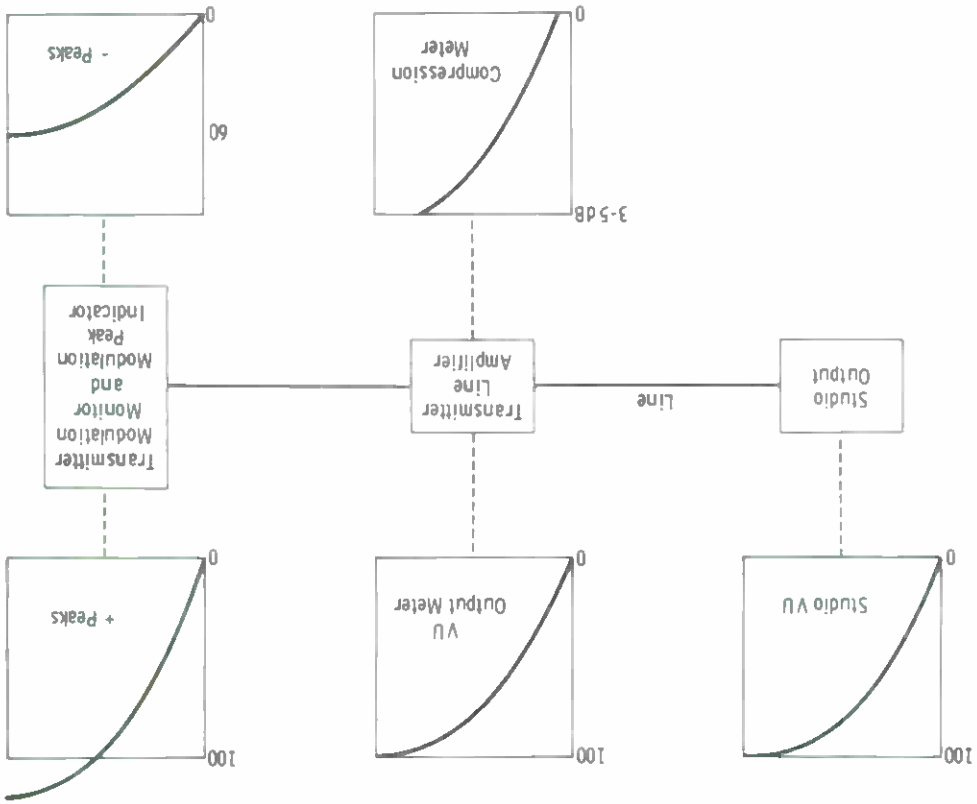 100
Studio VU
0
100
VU
Output Meter
0
100
+ Peaks
0
Studio
Output
Line
Transmitter
Line
Amplifier
Transmitter
Modulation
Monitor
and
Modulation
Peak
Indicator
3-5 dB
Compression
Meter
0
60
- Peaks
0